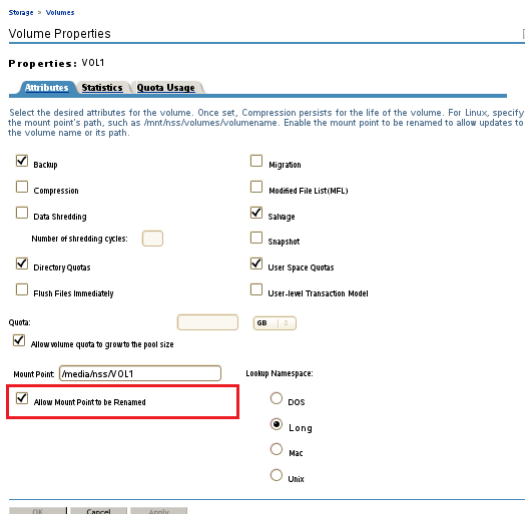 Storage > Volumes
Volume Properties
Properties: VOL1
Attributes Statistics Quota Usage
Select the desired attributes for the volume. Once set, Compression persists for the life of the volume. For Linux, specify
the mount point's path, such as /mnt/nss/volumes/volumename. Enable the mount point to be renamed to allow updates to
the volume name or its path.
Backup Migration
Compression Modified File List(MFL)
Data Shredding Salvage
Number of shredding cycles: Snapshot
Directory Quotas User Space Quotas
Flush Files Immediately User-level Transaction Model
Quota: GB
Allow volume quota to grow to the pool size
Mount Point: /media/nss/VOL1 Lookup Namespace:
Allow Mount Point to be Renamed DOS
Long
Mac
Unix
OK Cancel Apply